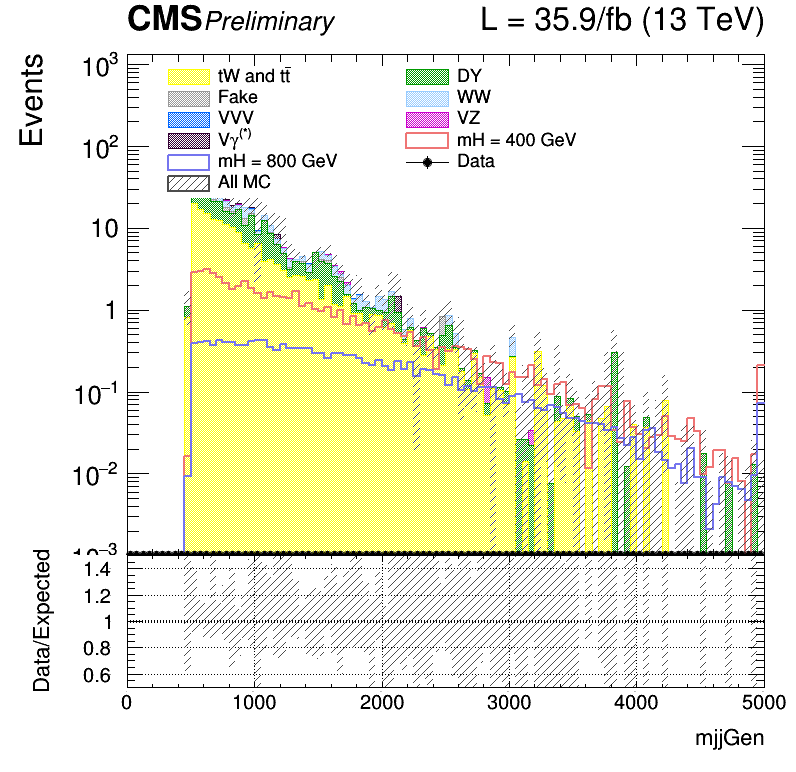 CMS Preliminary L = 35.9/fb (13 TeV)
Events
10³
10²
10
1
10⁻¹
10⁻²
10⁻³
tW and tt̄ DY
Fake WW
VVV VZ
Vγ(*) mH = 400 GeV
mH = 800 GeV Data
All MC
Data/Expected
1.4
1.2
1
0.8
0.6
0 1000 2000 3000 4000 5000
mjjGen